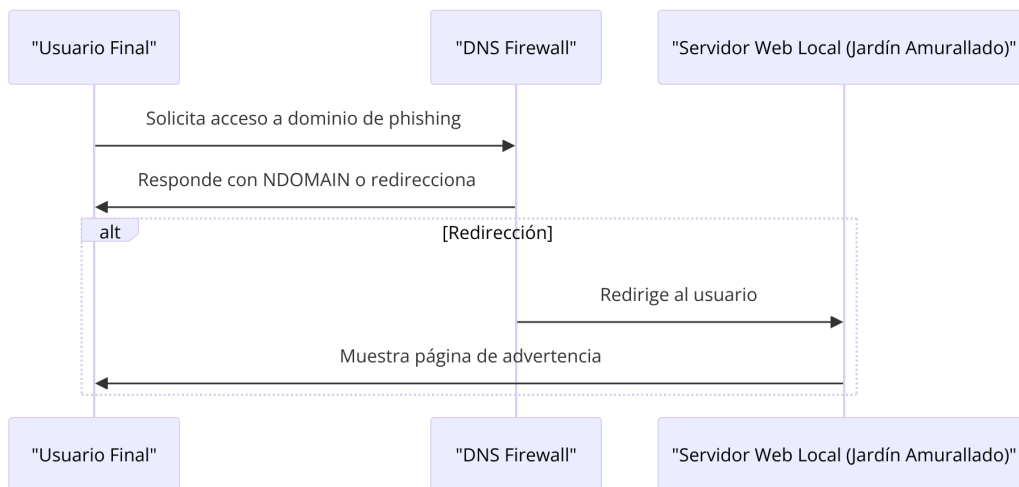 "Usuario Final"
"DNS Firewall"
"Servidor Web Local (Jardín Amurallado)"
Solicita acceso a dominio de phishing
Responde con NDOMAIN o redirecciona
alt
[Redirección]
Redirige al usuario
Muestra página de advertencia
"Usuario Final"
"DNS Firewall"
"Servidor Web Local (Jardín Amurallado)"